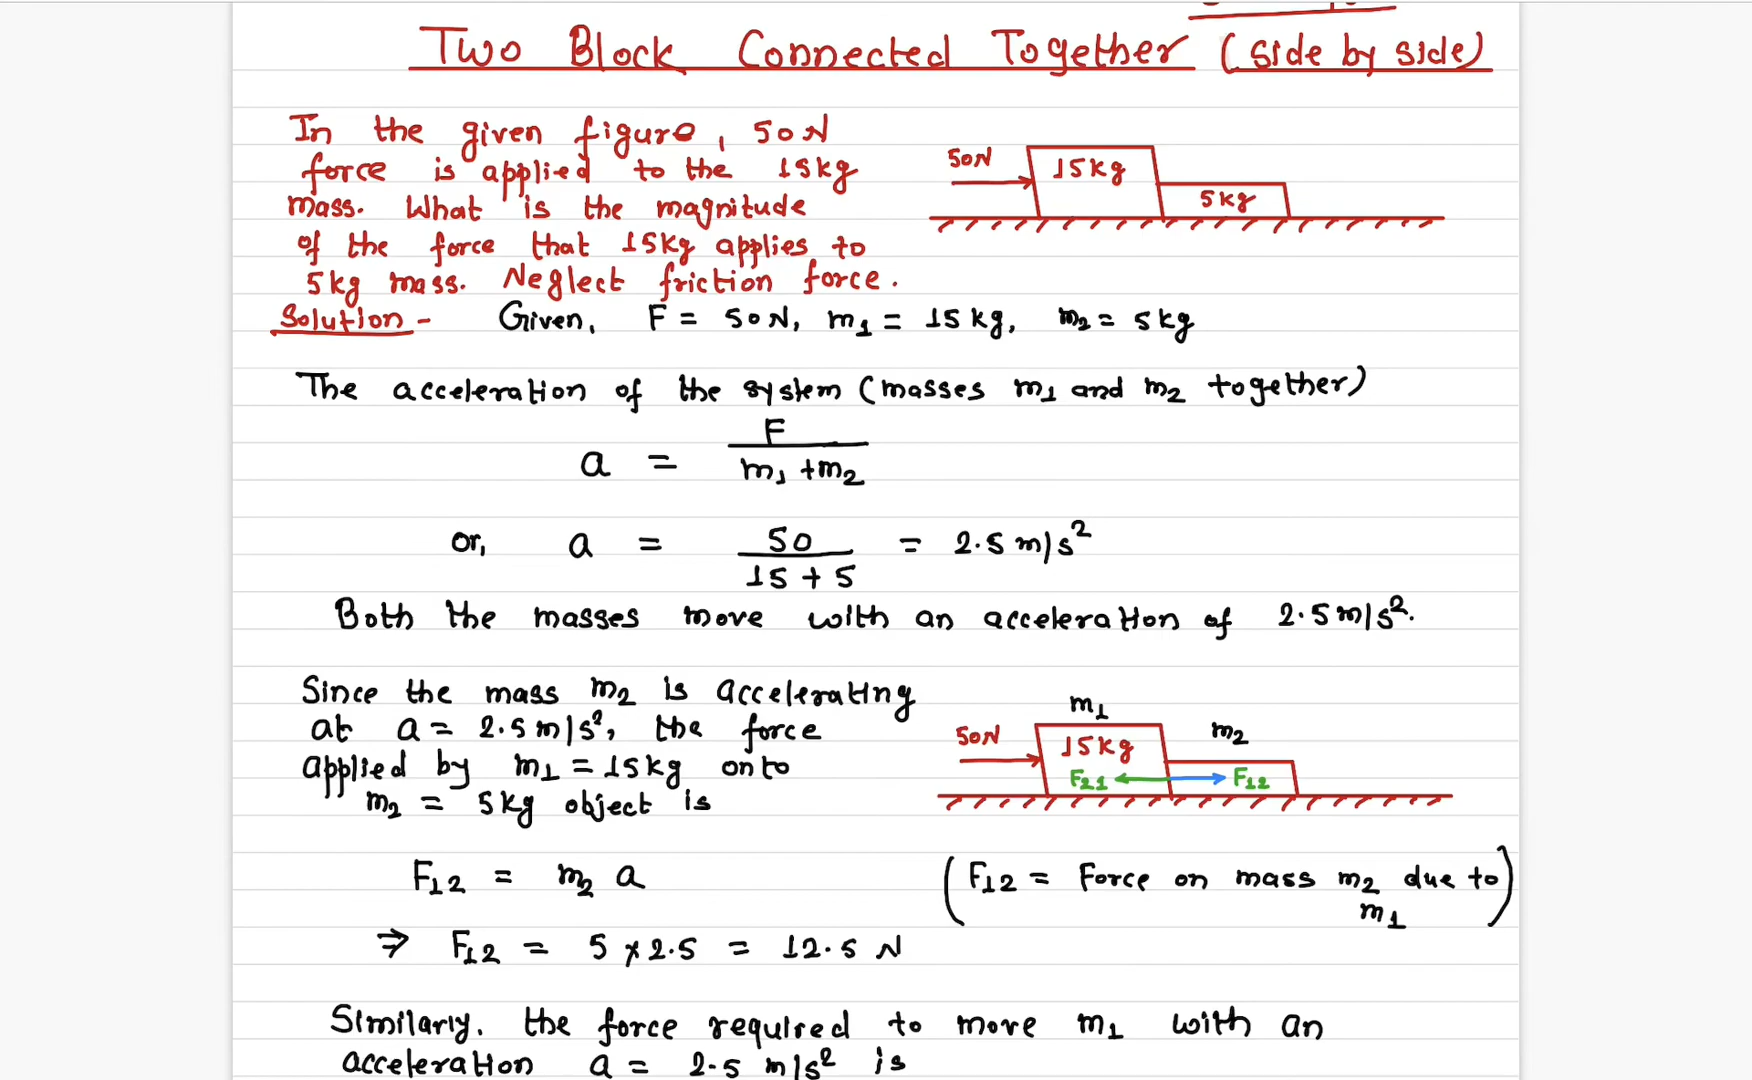 Two Block Connected Together (side by side)
In the given figure, 50N
force is applied to the 15kg
mass. What is the magnitude
of the force that 15kg applies to
5kg mass. Neglect friction force.
50N
15kg
5kg
Solution - Given, F = 50N, m₁ = 15kg, m₂ = 5kg
The acceleration of the system (masses m₁ and m₂ together)
a = F / m₁ + m₂
or, a = 50 / 15 + 5 = 2.5 m/s²
Both the masses move with an acceleration of 2.5m/s².
Since the mass m₂ is accelerating
at a = 2.5m/s², the force
applied by m₁ = 15kg onto
m₂ = 5kg object is
m₁
m₂
50N
15kg
F₂₁
F₁₂
F₁₂ = m₂ a
(F₁₂ = Force on mass m₂ due to
m₁)
⇒ F₁₂ = 5 × 2.5 = 12.5 N
Similarly, the force required to move m₁ with an
acceleration a = 2.5 m/s² is